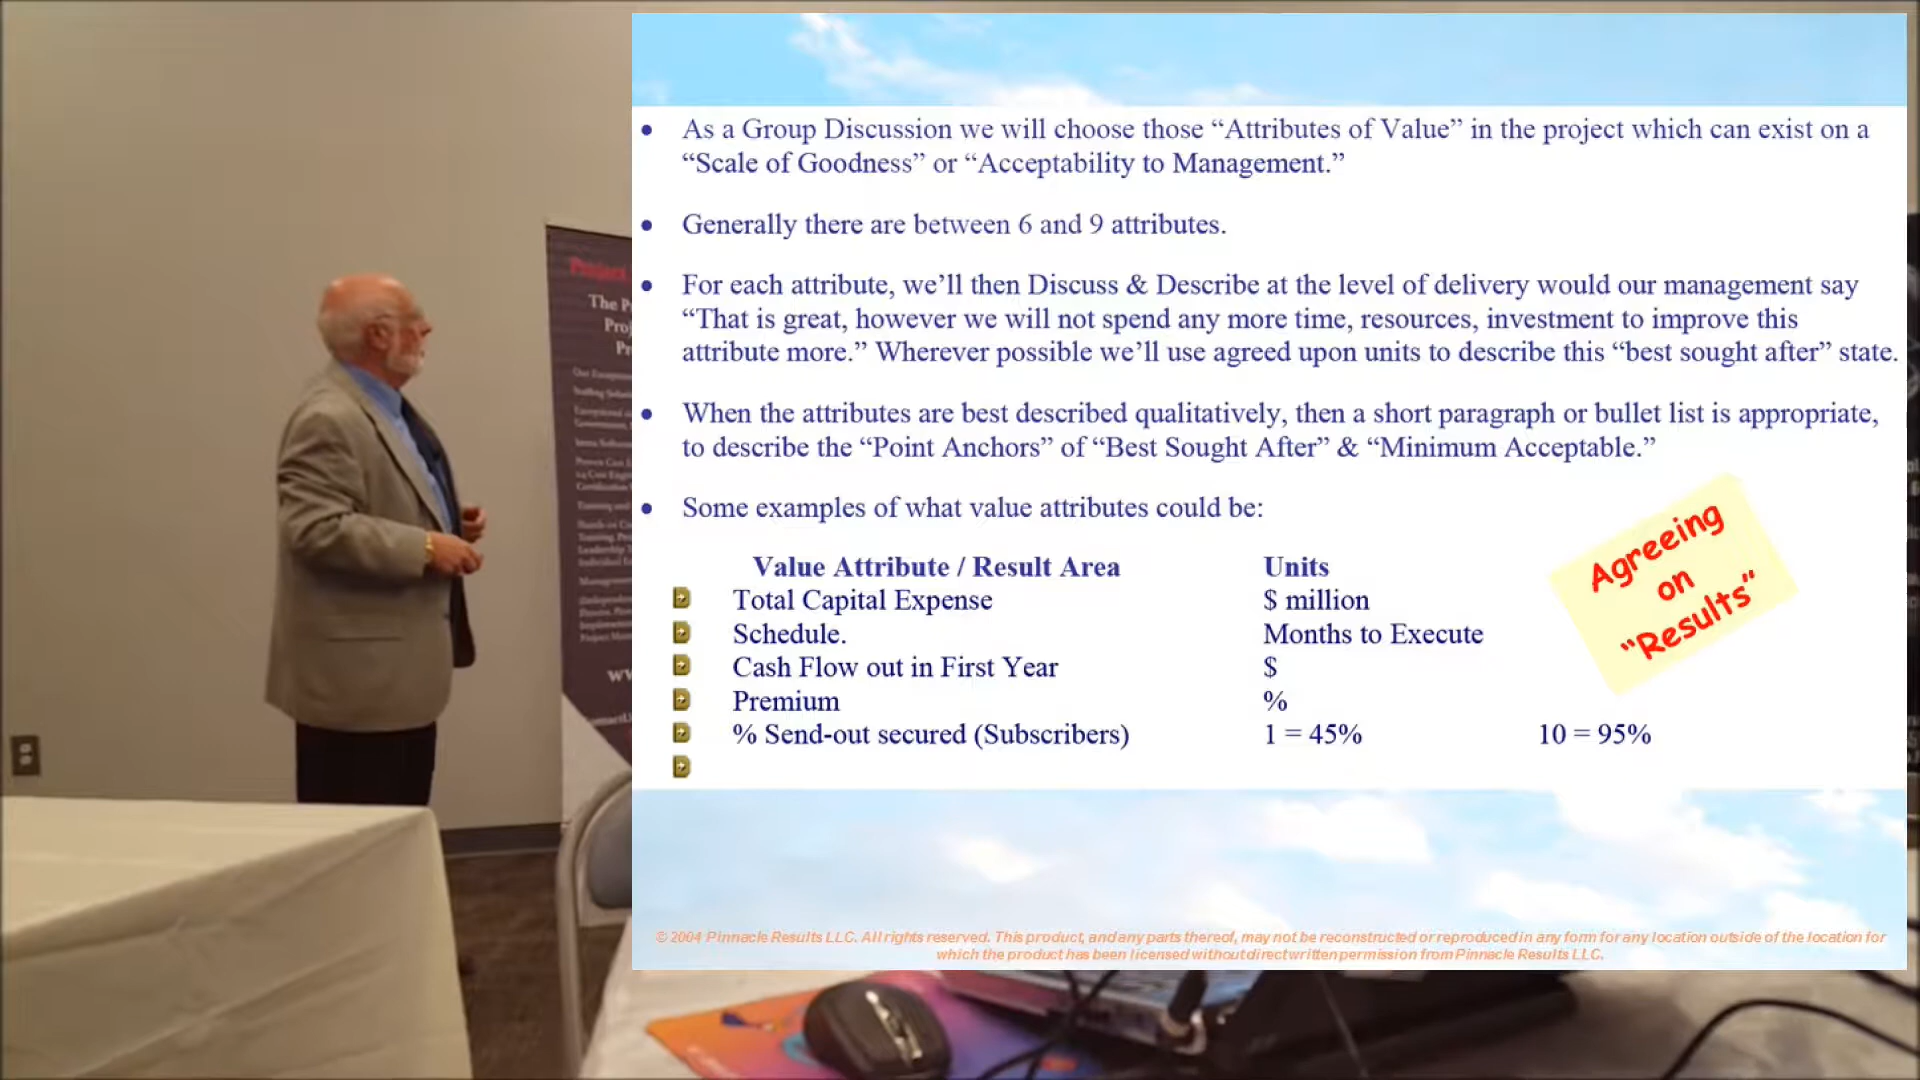 As a Group Discussion we will choose those “Attributes of Value” in the project which can exist on a
“Scale of Goodness” or “Acceptability to Management.”
Generally there are between 6 and 9 attributes.
For each attribute, we’ll then Discuss & Describe at the level of delivery would our management say
“That is great, however we will not spend any more time, resources, investment to improve this
attribute more.” Wherever possible we’ll use agreed upon units to describe this “best sought after” state.
When the attributes are best described qualitatively, then a short paragraph or bullet list is appropriate,
to describe the “Point Anchors” of “Best Sought After” & “Minimum Acceptable.”
Some examples of what value attributes could be:
Value Attribute / Result Area Units
Total Capital Expense $ million
Schedule. Months to Execute
Cash Flow out in First Year $
Premium %
% Send-out secured (Subscribers) 1 = 45% 10 = 95%
Agreeing
on
“Results”
© 2004 Pinnacle Results LLC. All rights reserved. This product, and any parts thereof, may not be reconstructed or reproduced in any form for any location outside of the location for
which the product has been licensed without direct written permission from Pinnacle Results LLC.
Project
The